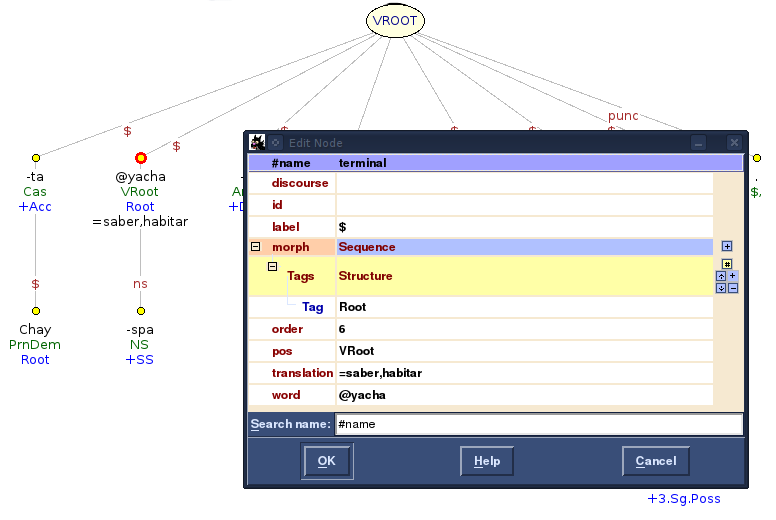 VROOT
$
$
$
$
$
punc
$
-ta
Cas
+Acc
@yacha
VRoot
Root
=saber,habitar
.
$.
$
ns
Chay
PrnDem
Root
-spa
NS
+SS
Edit Node
#name terminal
discourse
id
label $
morph Sequence
Tags Structure
Tag Root
order 6
pos VRoot
translation =saber,habitar
word @yacha
Search name: #name
OK Help Cancel
+3.Sg.Poss